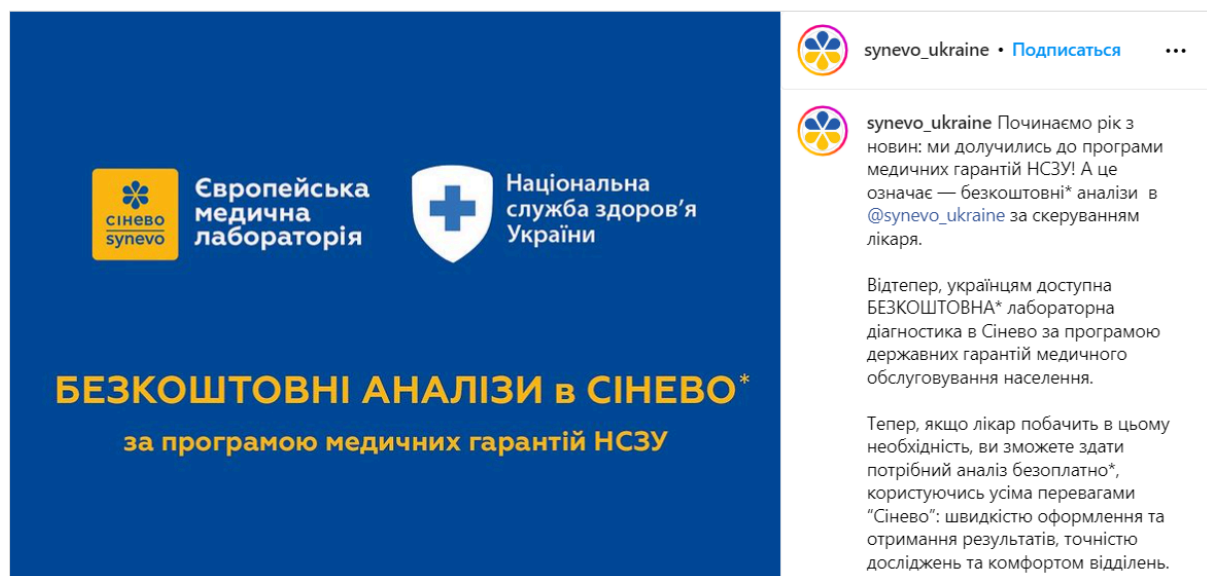 сінево
synevo
Європейська
медична
лабораторія
Національна
служба здоров’я
України
БЕЗКОШТОВНІ АНАЛІЗИ в СІНЕВО*
за програмою медичних гарантій НСЗУ
synevo_ukraine • Подписаться •••
synevo_ukraine Починаємо рік з
новин: ми долучились до програми
медичних гарантій НСЗУ! А це
означає — безкоштовні* аналізи в
@synevo_ukraine за скеруванням
лікаря.
Відтепер, українцям доступна
БЕЗКОШТОВНА* лабораторна
діагностика в Сінево за програмою
державних гарантій медичного
обслуговування населення.
Тепер, якщо лікар побачить в цьому
необхідність, ви зможете здати
потрібний аналіз безоплатно*,
користуючись усіма перевагами
“Сінево”: швидкістю оформлення та
отримання результатів, точністю
досліджень та комфортом відділень.